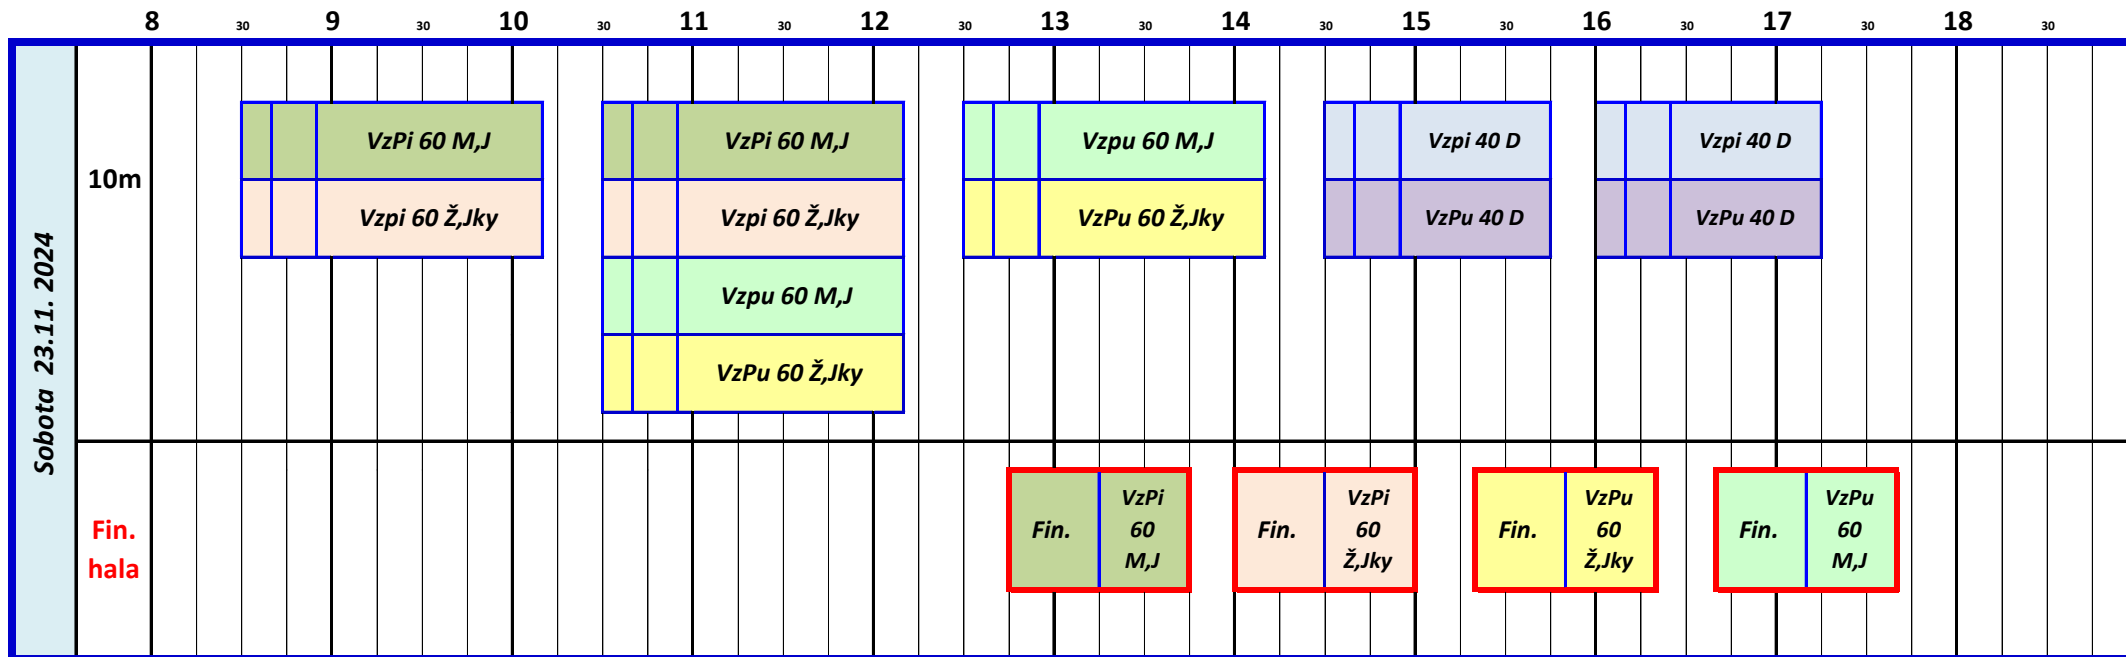 8 30 9 30 10 30 11 30 12 30 13 30 14 30 15 30 16 30 17 30 18 30
Sobota 23.11. 2024
10m
VzPi 60 M,J
VzPi 60 M,J
Vzpu 60 M,J
Vzpi 40 D
Vzpi 40 D
Vzpi 60 Ž,Jky
Vzpi 60 Ž,Jky
VzPu 60 Ž,Jky
VzPu 40 D
VzPu 40 D
Vzpu 60 M,J
VzPu 60 Ž,Jky
Fin.
hala
Fin.
VzPi
60
M,J
Fin.
VzPi
60
Ž,Jky
Fin.
VzPu
60
Ž,Jky
Fin.
VzPu
60
M,J